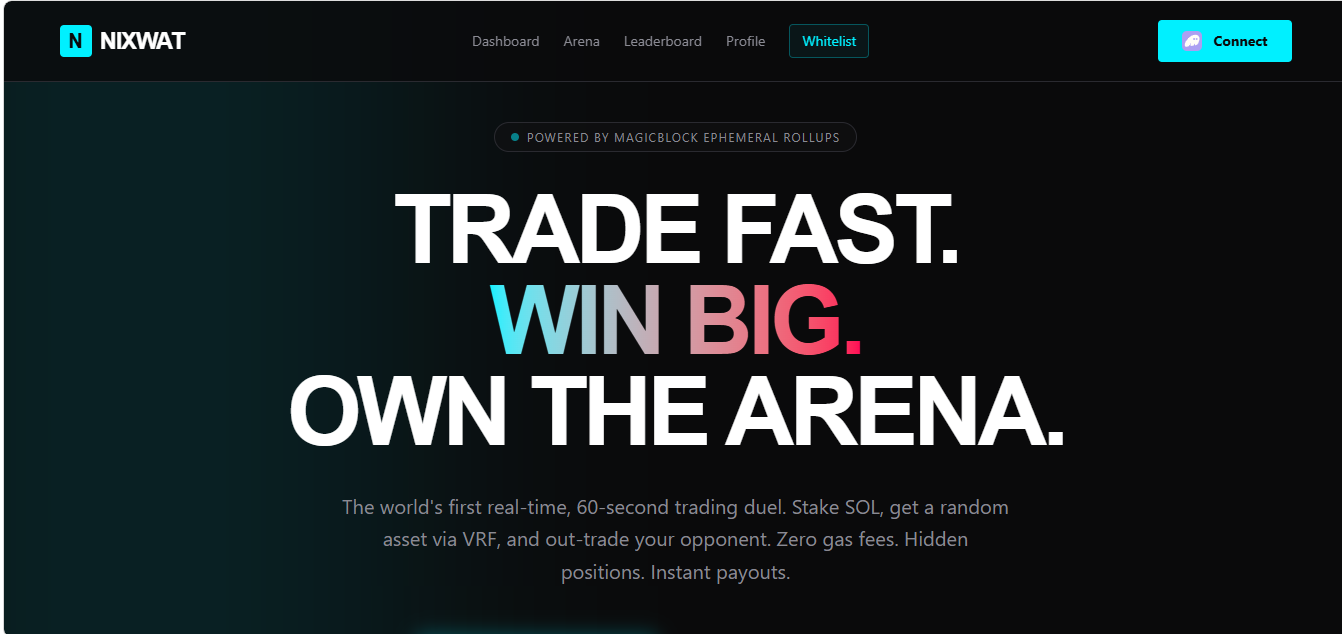 N NIXWAT
Dashboard Arena Leaderboard Profile Whitelist
Connect
POWERED BY MAGICBLOCK EPHEMERAL ROLLUPS
TRADE FAST.
WIN BIG.
OWN THE ARENA.
The world's first real-time, 60-second trading duel. Stake SOL, get a random
asset via VRF, and out-trade your opponent. Zero gas fees. Hidden
positions. Instant payouts.